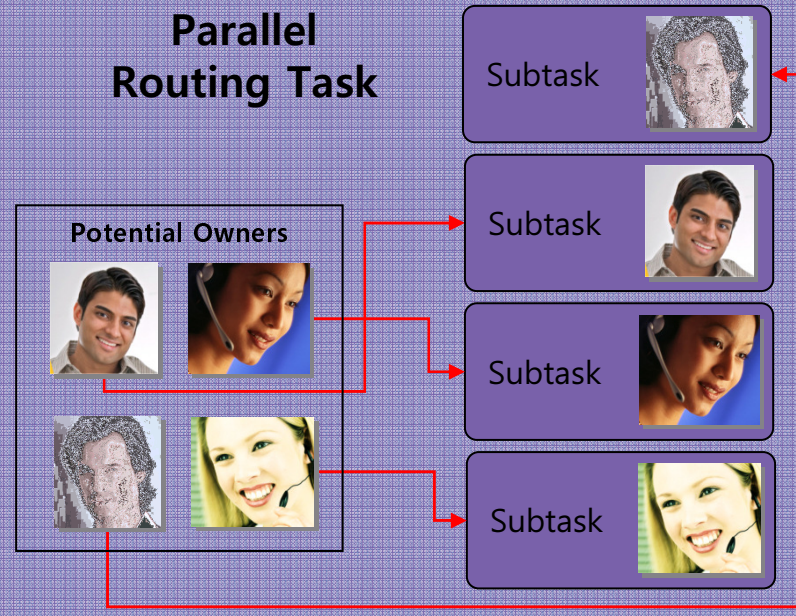 Parallel
Routing Task
Potential Owners
Subtask
Subtask
Subtask
Subtask